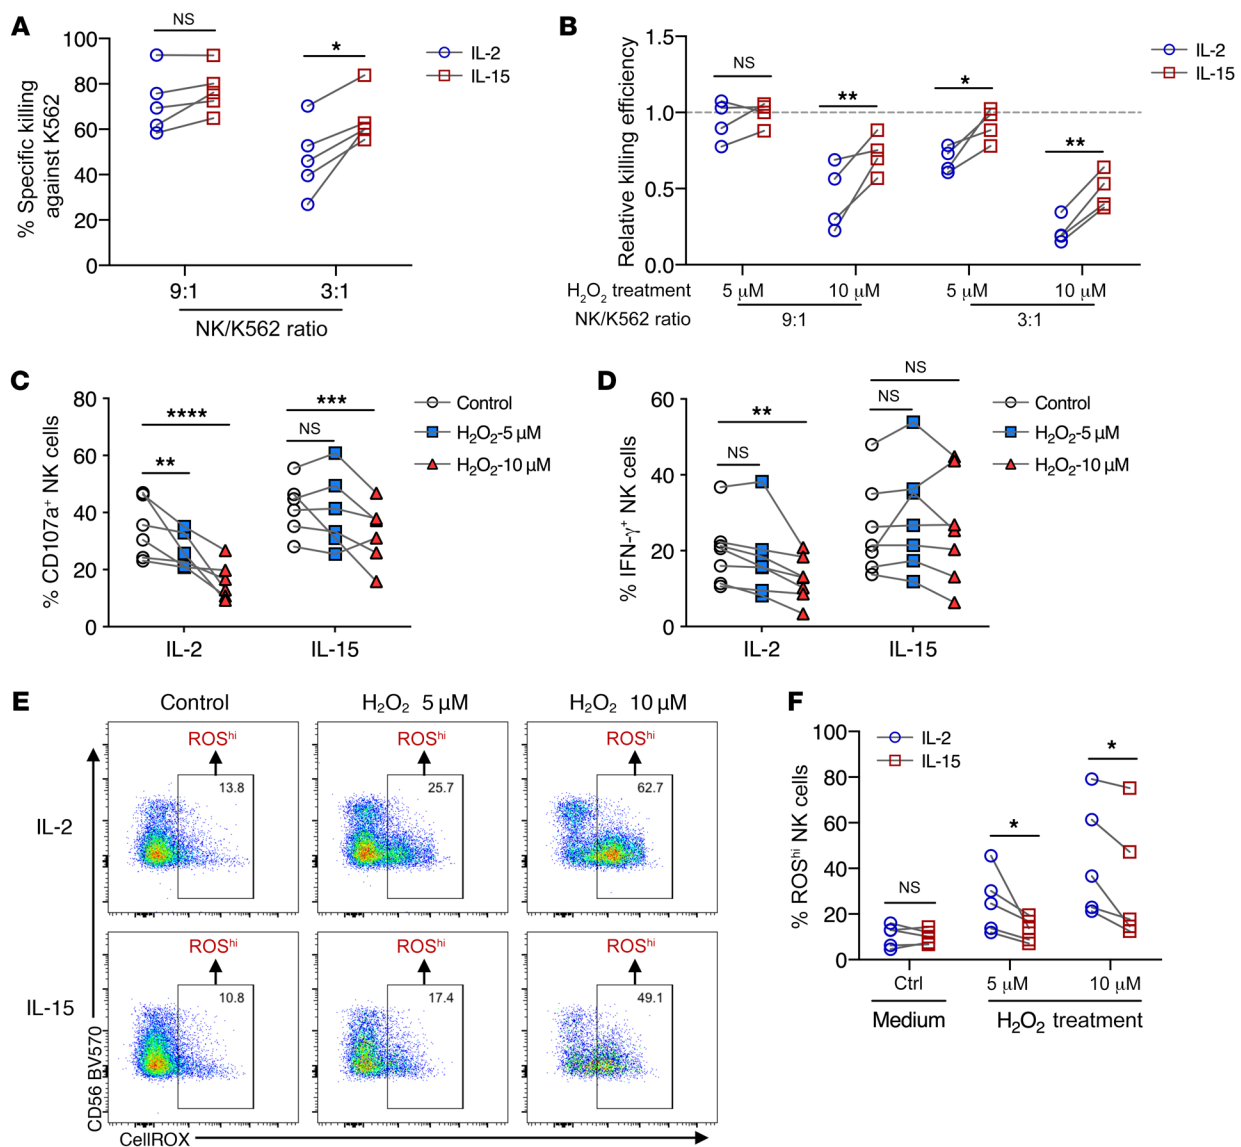 A
% Specific killing
against K562
100
80
60
40
20
0
NS
*
IL-2
IL-15
9:1
3:1
NK/K562 ratio
B
Relative killing efficiency
1.5
1.0
0.5
0.0
NS
**
*
**
IL-2
IL-15
H₂O₂ treatment
5 µM
10 µM
5 µM
10 µM
NK/K562 ratio
9:1
3:1
C
% CD107a⁺ NK cells
80
60
40
20
0
****
**
***
NS
Control
H₂O₂-5 µM
H₂O₂-10 µM
IL-2
IL-15
D
% IFN-γ⁺ NK cells
60
40
20
0
**
NS
NS
NS
Control
H₂O₂-5 µM
H₂O₂-10 µM
IL-2
IL-15
E
Control
H₂O₂ 5 µM
H₂O₂ 10 µM
IL-2
ROSʰⁱ
13.8
ROSʰⁱ
25.7
ROSʰⁱ
62.7
IL-15
ROSʰⁱ
10.8
ROSʰⁱ
17.4
ROSʰⁱ
49.1
CD56 BV570
CellROX
F
% ROSʰⁱ NK cells
100
80
60
40
20
0
IL-2
IL-15
NS
*
*
Ctrl
5 µM
10 µM
Medium
H₂O₂ treatment